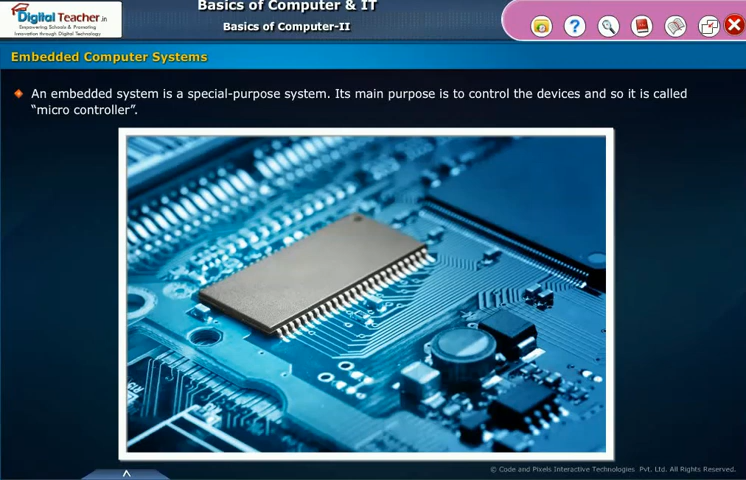 Digital Teacher.in
Empowering Schools & Promoting
Innovation through Digital Technology
Basics of Computer & IT
Basics of Computer-II
Embedded Computer Systems
An embedded system is a special-purpose system. Its main purpose is to control the devices and so it is called
“micro controller”.
© Code and Pixels Interactive Technologies Pvt. Ltd. All Rights Reserved.